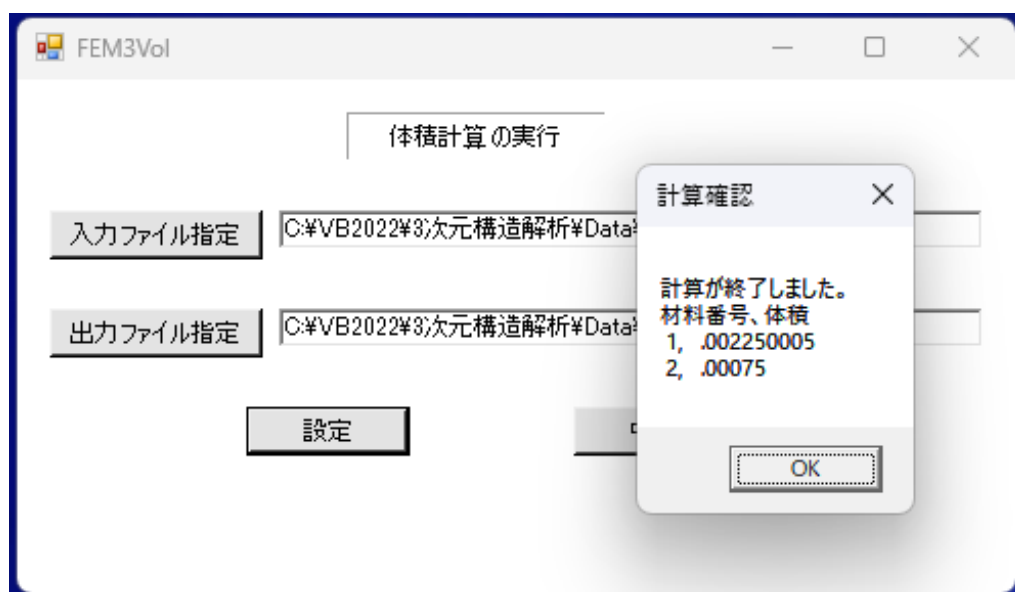 FEM3Vol
体積計算の実行
入力ファイル指定
C:¥VB2022¥3次元構造解析¥Data¥
出力ファイル指定
C:¥VB2022¥3次元構造解析¥Data¥
設定
計算確認
計算が終了しました。
材料番号、体積
1, .002250005
2, .00075
OK